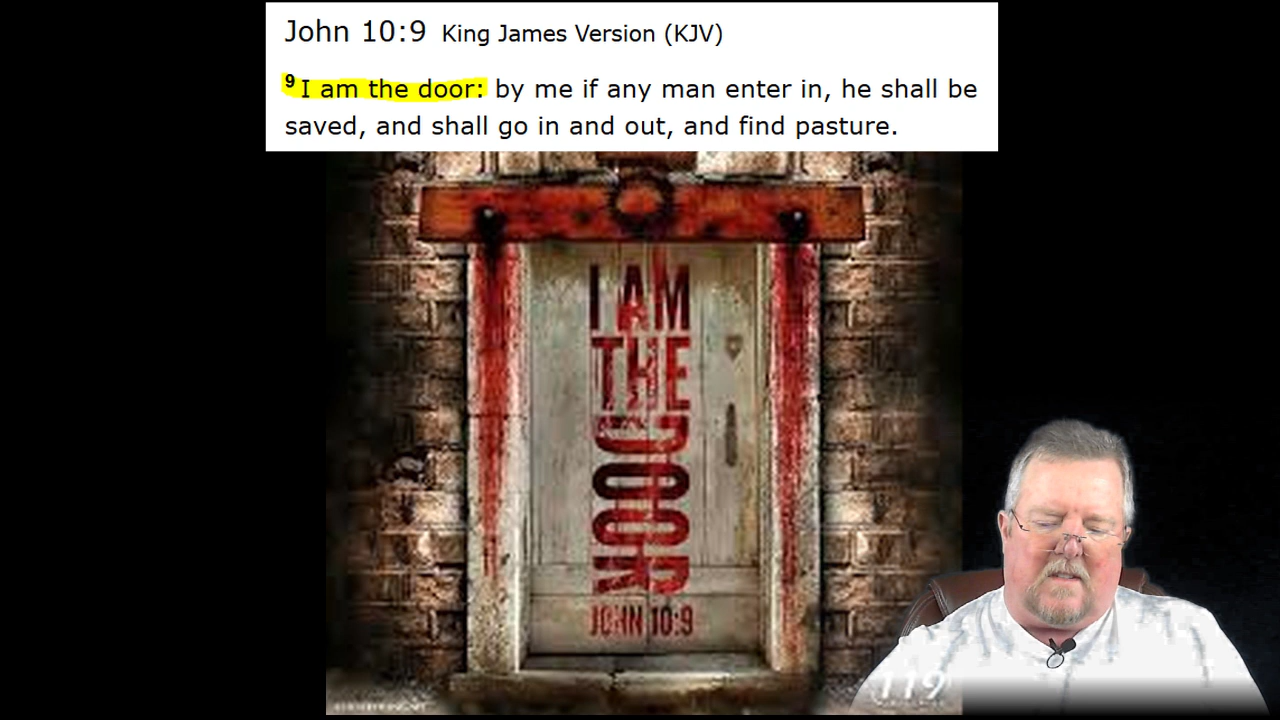 John 10:9 King James Version (KJV)
9 I am the door: by me if any man enter in, he shall be
saved, and shall go in and out, and find pasture.
I AM
THE
DOOR
JOHN 10:9
119